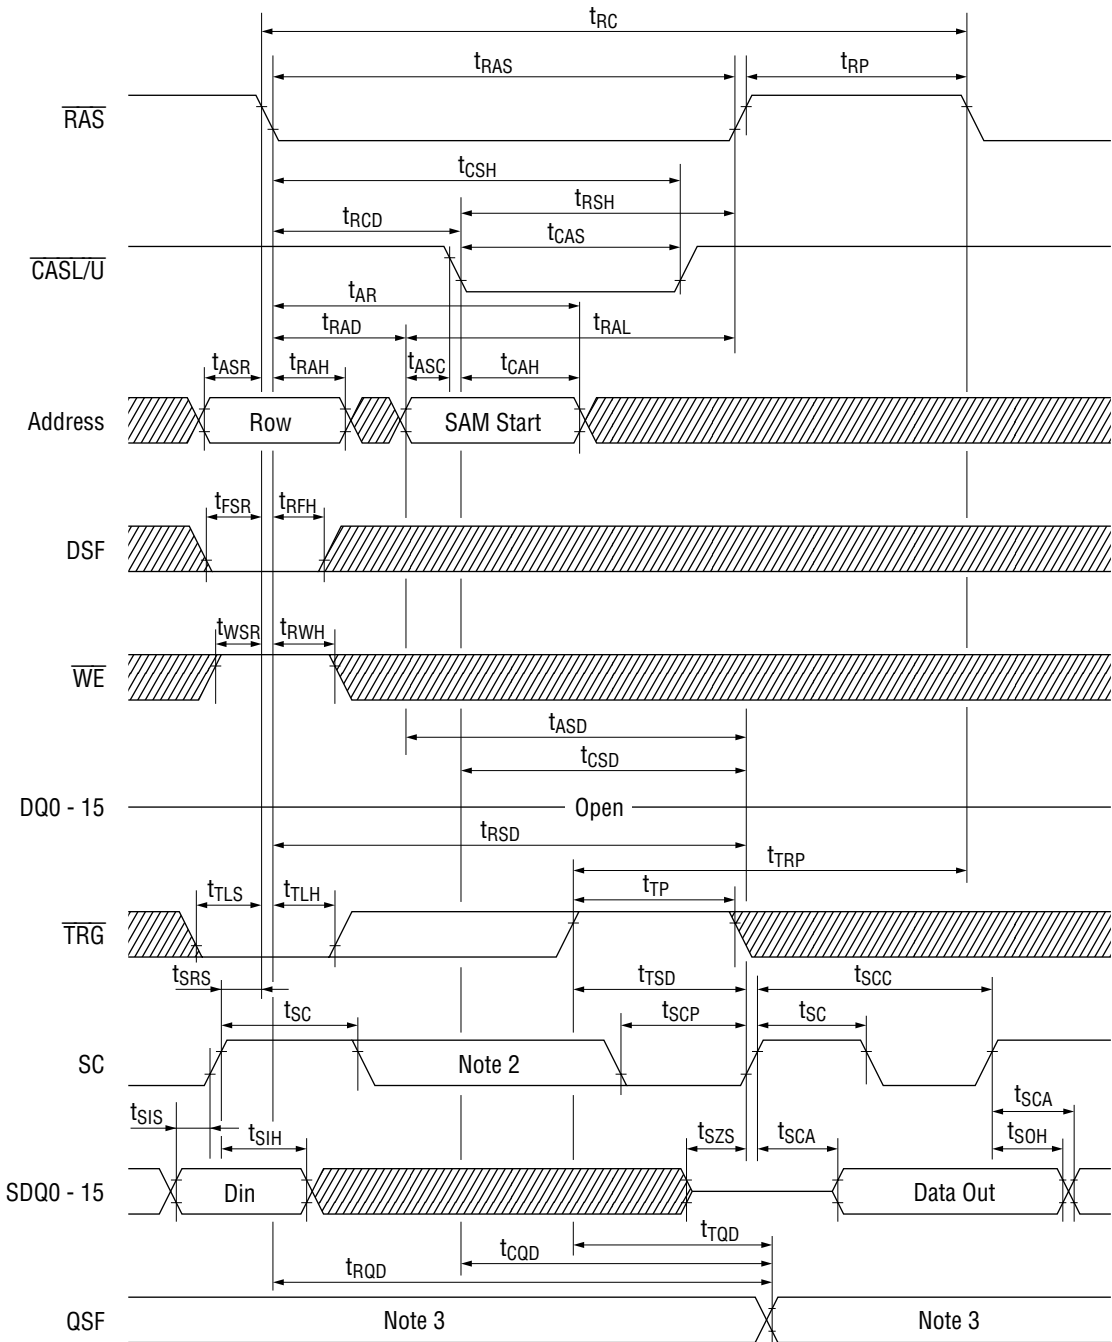 tRC
tRAS tRP
RAS
tCSH
tRSH
tRCD
tCAS
CASL/U
tAR
tRAD tRAL
tASR tRAH tASC tCAH
Address Row SAM Start
tFSR tRFH
DSF
tWSR tRWH
WE
tASD
tCSD
DQ0 - 15 Open
tRSD
tTRP
tTLS tTLH tTP
TRG
tSRS tTSD tSCC
tSC tSCP tSC
SC Note 2
tSIS tSCA
tSIH tSZS tSCA tSOH
SDQ0 - 15 Din Data Out
tTQD
tCQD
tRQD
QSF Note 3 Note 3